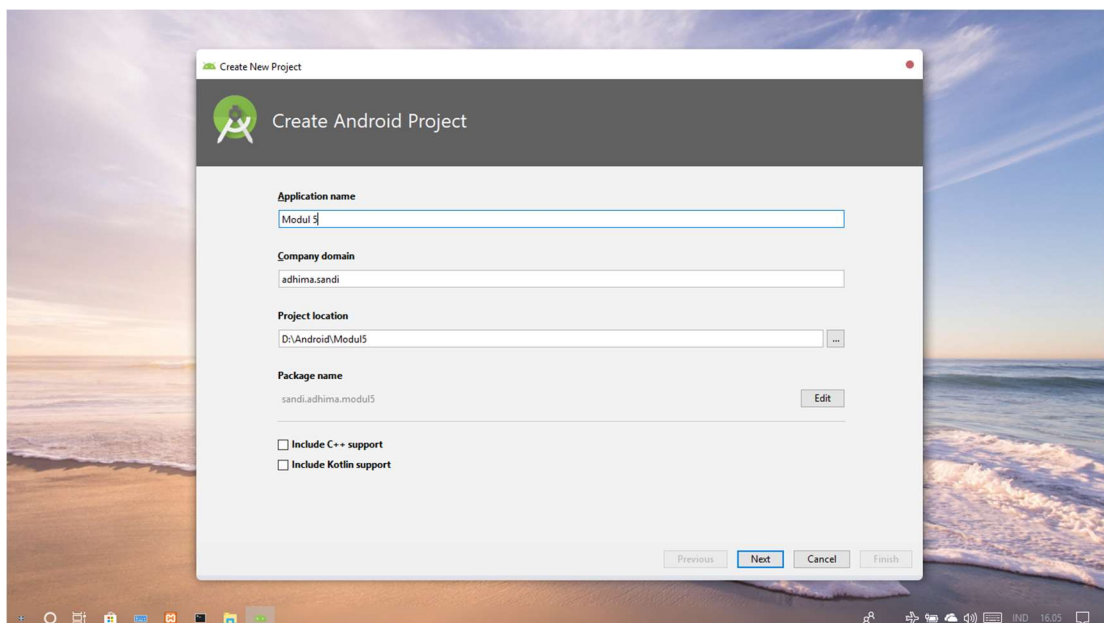 Create New Project
Create Android Project
Application name
Modul 5
Company domain
adhima.sandi
Project location
D:\Android\Modul5
...
Package name
sandi.adhima.modul5
Edit
Include C++ support
Include Kotlin support
Previous
Next
Cancel
Finish
IND
16.05